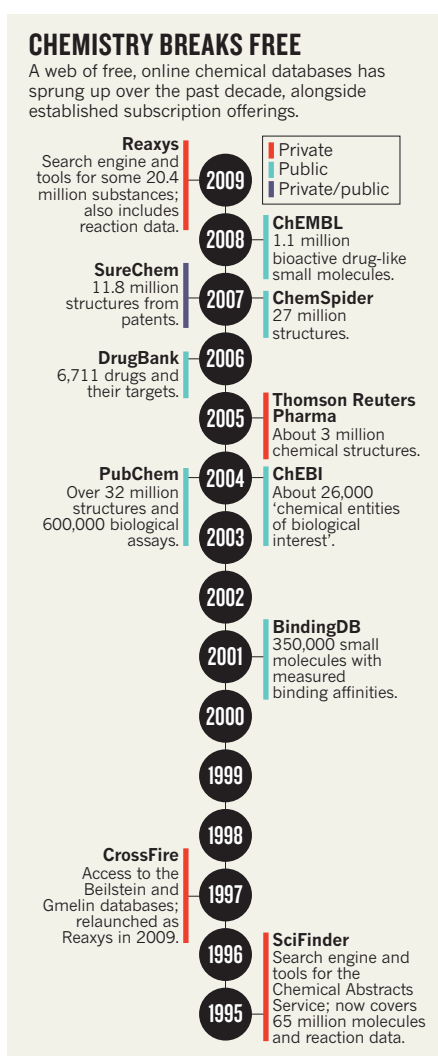 CHEMISTRY BREAKS FREE
A web of free, online chemical databases has
sprung up over the past decade, alongside
established subscription offerings.
Private
Public
Private/public
2009
Reaxys
Search engine and
tools for some 20.4
million substances;
also includes
reaction data.
2008
ChEMBL
1.1 million
bioactive drug-like
small molecules.
2007
SureChem
11.8 million
structures from
patents.
ChemSpider
27 million
structures.
2006
DrugBank
6,711 drugs and
their targets.
2005
Thomson Reuters
Pharma
About 3 million
chemical structures.
2004
PubChem
Over 32 million
structures and
600,000 biological
assays.
ChEBI
About 26,000
‘chemical entities
of biological
interest’.
2003
2002
2001
BindingDB
350,000 small
molecules with
measured
binding affinities.
2000
1999
1998
1997
CrossFire
Access to the
Beilstein and
Gmelin databases;
relaunched as
Reaxys in 2009.
1996
1995
SciFinder
Search engine and
tools for the
Chemical Abstracts
Service; now covers
65 million molecules
and reaction data.